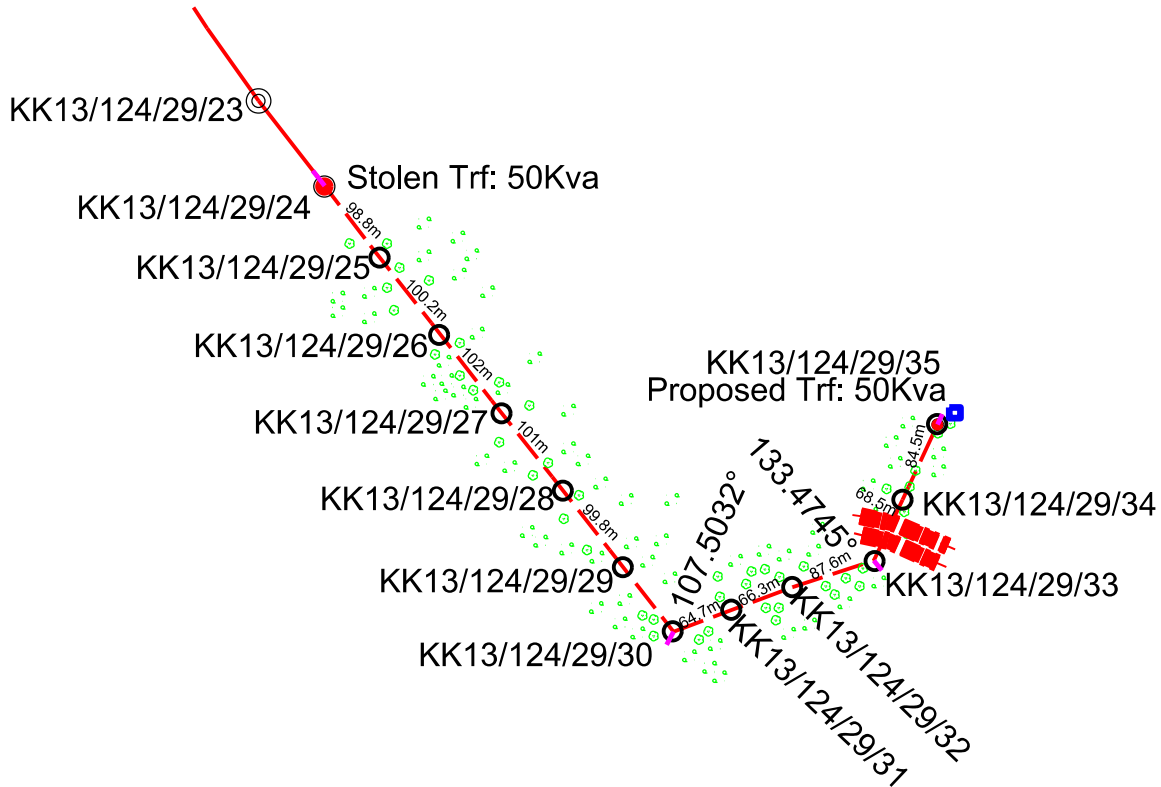 KK13/124/29/23
Stolen Trf: 50Kva
KK13/124/29/24
98.8m
KK13/124/29/25
100.2m
KK13/124/29/26
102m
KK13/124/29/27
101m
KK13/124/29/28
99.8m
KK13/124/29/29
KK13/124/29/30
107.5032°
64.7m
KK13/124/29/31
66.3m
KK13/124/29/32
87.6m
133.4745°
KK13/124/29/33
68.5m
KK13/124/29/34
84.5m
KK13/124/29/35
Proposed Trf: 50Kva